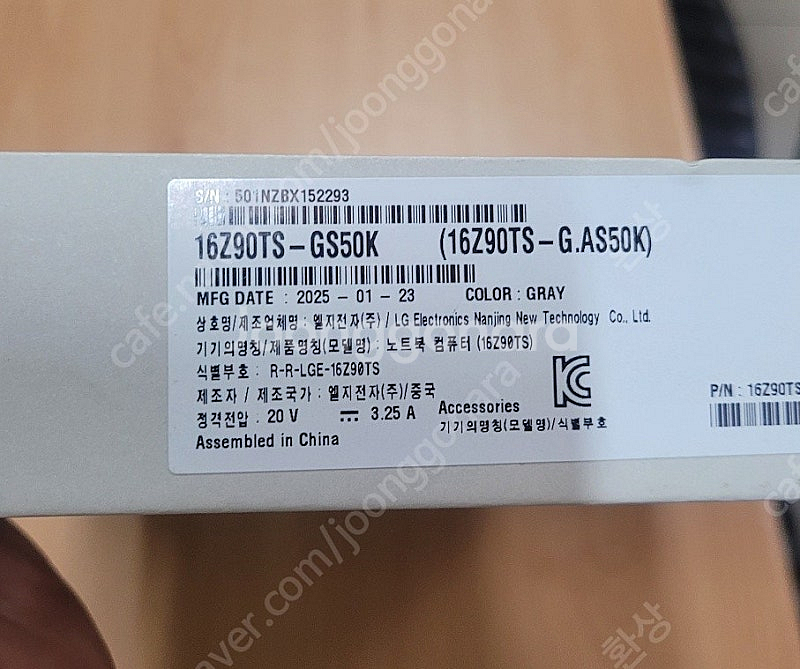 S/N : 501NZBX152293
16Z90TS-GS50K (16Z90TS-G.AS50K)
MFG DATE : 2025 - 01 - 23 COLOR : GRAY
상호명/제조업체명 : 엘지전자(주) / LG Electronics Nanjing New Technology Co., Ltd.
기기의명칭/제품명칭(모델명) : 노트북 컴퓨터 (16Z90TS)
식별부호 : R-R-LGE-16Z90TS
제조자 / 제조국가 : 엘지전자(주)/중국
정격전압 : 20 V ⎓ 3.25 A
Assembled in China
Accessories
기기의명칭(모델명)/식별부호
P/N : 16Z90TS
joonggonara
cafe.naver.com/joonggonara
화상